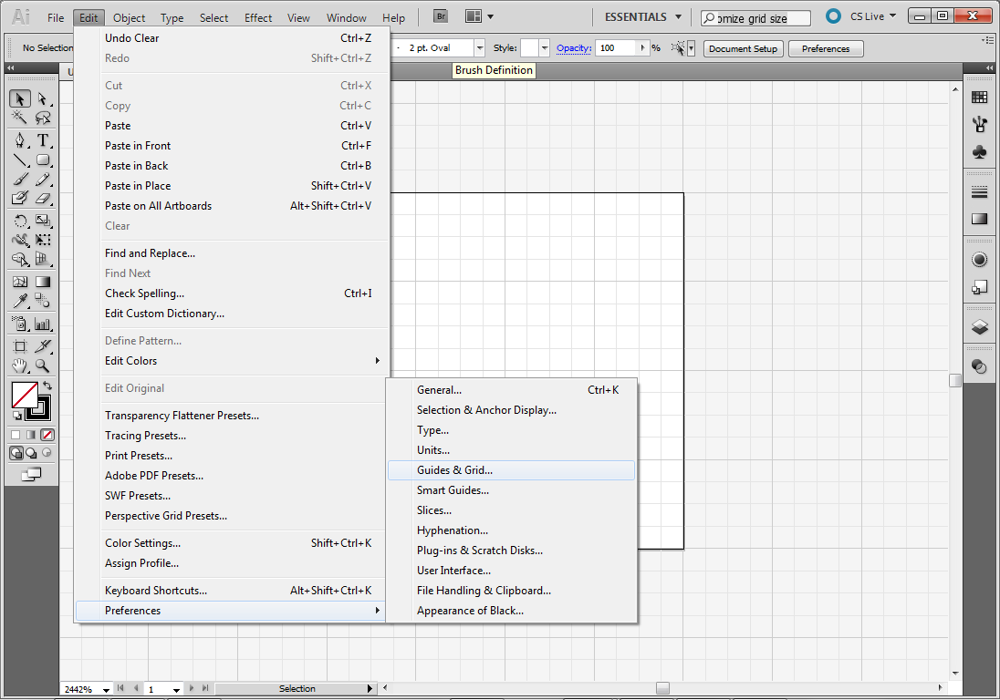 Ai File Edit Object Type Select Effect View Window Help Br ESSENTIALS omize grid size CS Live
No Selection 2 pt. Oval Style: Opacity: 100 % Document Setup Preferences
Brush Definition
Undo Clear Ctrl+Z
Redo Shift+Ctrl+Z
Cut Ctrl+X
Copy Ctrl+C
Paste Ctrl+V
Paste in Front Ctrl+F
Paste in Back Ctrl+B
Paste in Place Shift+Ctrl+V
Paste on All Artboards Alt+Shift+Ctrl+V
Clear
Find and Replace...
Find Next
Check Spelling... Ctrl+I
Edit Custom Dictionary...
Define Pattern...
Edit Colors
Edit Original
Transparency Flattener Presets...
Tracing Presets...
Print Presets...
Adobe PDF Presets...
SWF Presets...
Perspective Grid Presets...
Color Settings... Shift+Ctrl+K
Assign Profile...
Keyboard Shortcuts... Alt+Shift+Ctrl+K
Preferences
General... Ctrl+K
Selection & Anchor Display...
Type...
Units...
Guides & Grid...
Smart Guides...
Slices...
Hyphenation...
Plug-ins & Scratch Disks...
User Interface...
File Handling & Clipboard...
Appearance of Black...
2442% 1 Selection